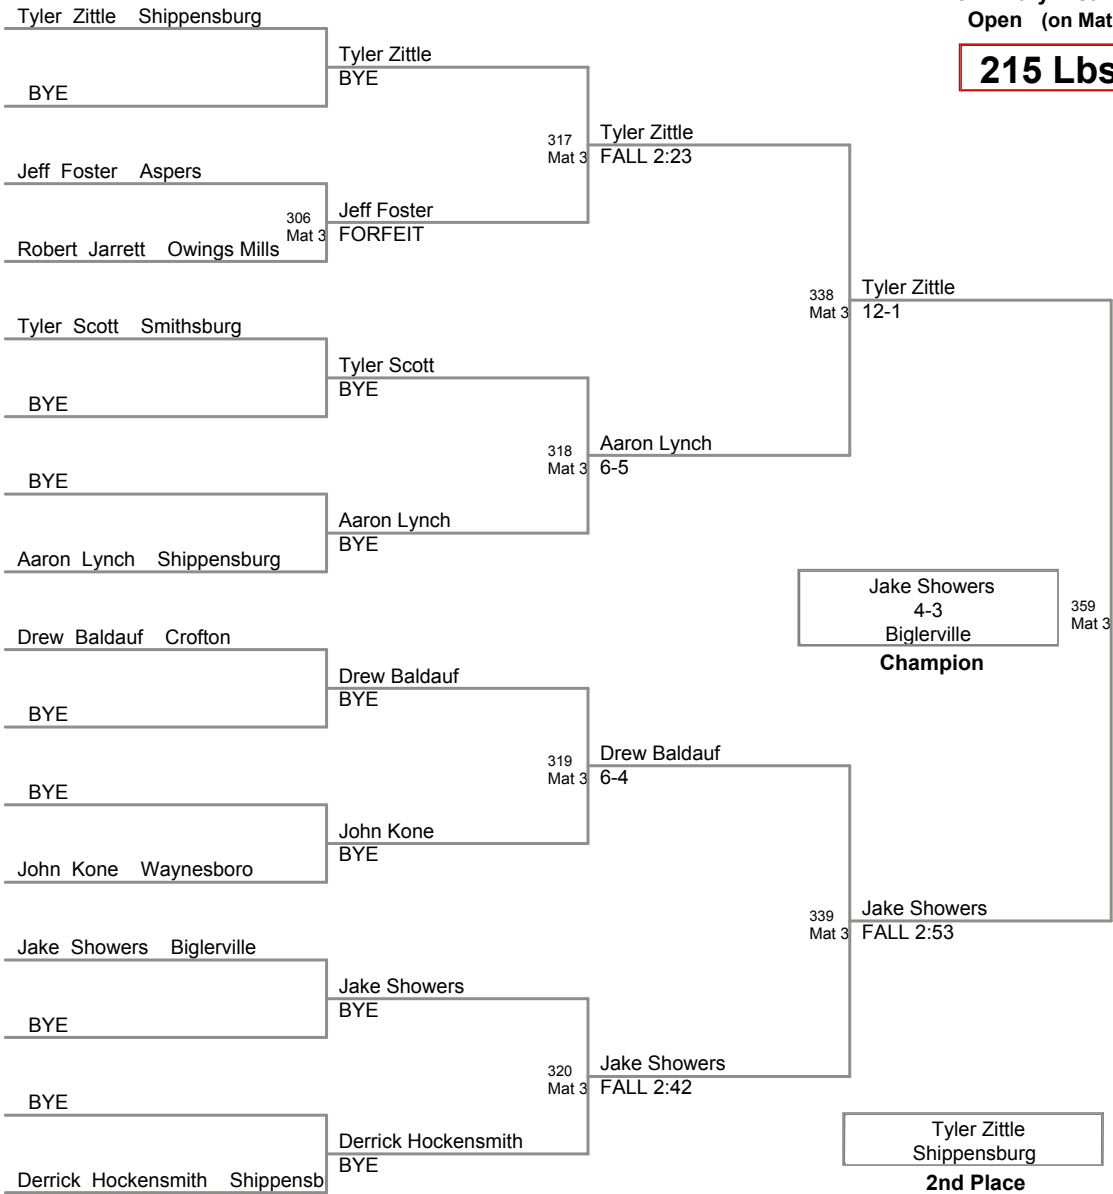 Open (on Mat
215 Lbs
Tyler Zittle Shippensburg
Tyler Zittle
BYE
BYE
317
Mat 3
Tyler Zittle
FALL 2:23
Jeff Foster Aspers
306
Mat 3
Jeff Foster
FORFEIT
Robert Jarrett Owings Mills
338
Mat 3
Tyler Zittle
12-1
Tyler Scott Smithsburg
Tyler Scott
BYE
BYE
318
Mat 3
Aaron Lynch
6-5
BYE
Aaron Lynch
BYE
Aaron Lynch Shippensburg
Jake Showers
4-3
Biglerville
Champion
359
Mat 3
Drew Baldauf Crofton
Drew Baldauf
BYE
BYE
319
Mat 3
Drew Baldauf
6-4
BYE
John Kone
BYE
John Kone Waynesboro
339
Mat 3
Jake Showers
FALL 2:53
Jake Showers Biglerville
Jake Showers
BYE
BYE
320
Mat 3
Jake Showers
FALL 2:42
BYE
Derrick Hockensmith
BYE
Derrick Hockensmith Shippensb
Tyler Zittle
Shippensburg
2nd Place